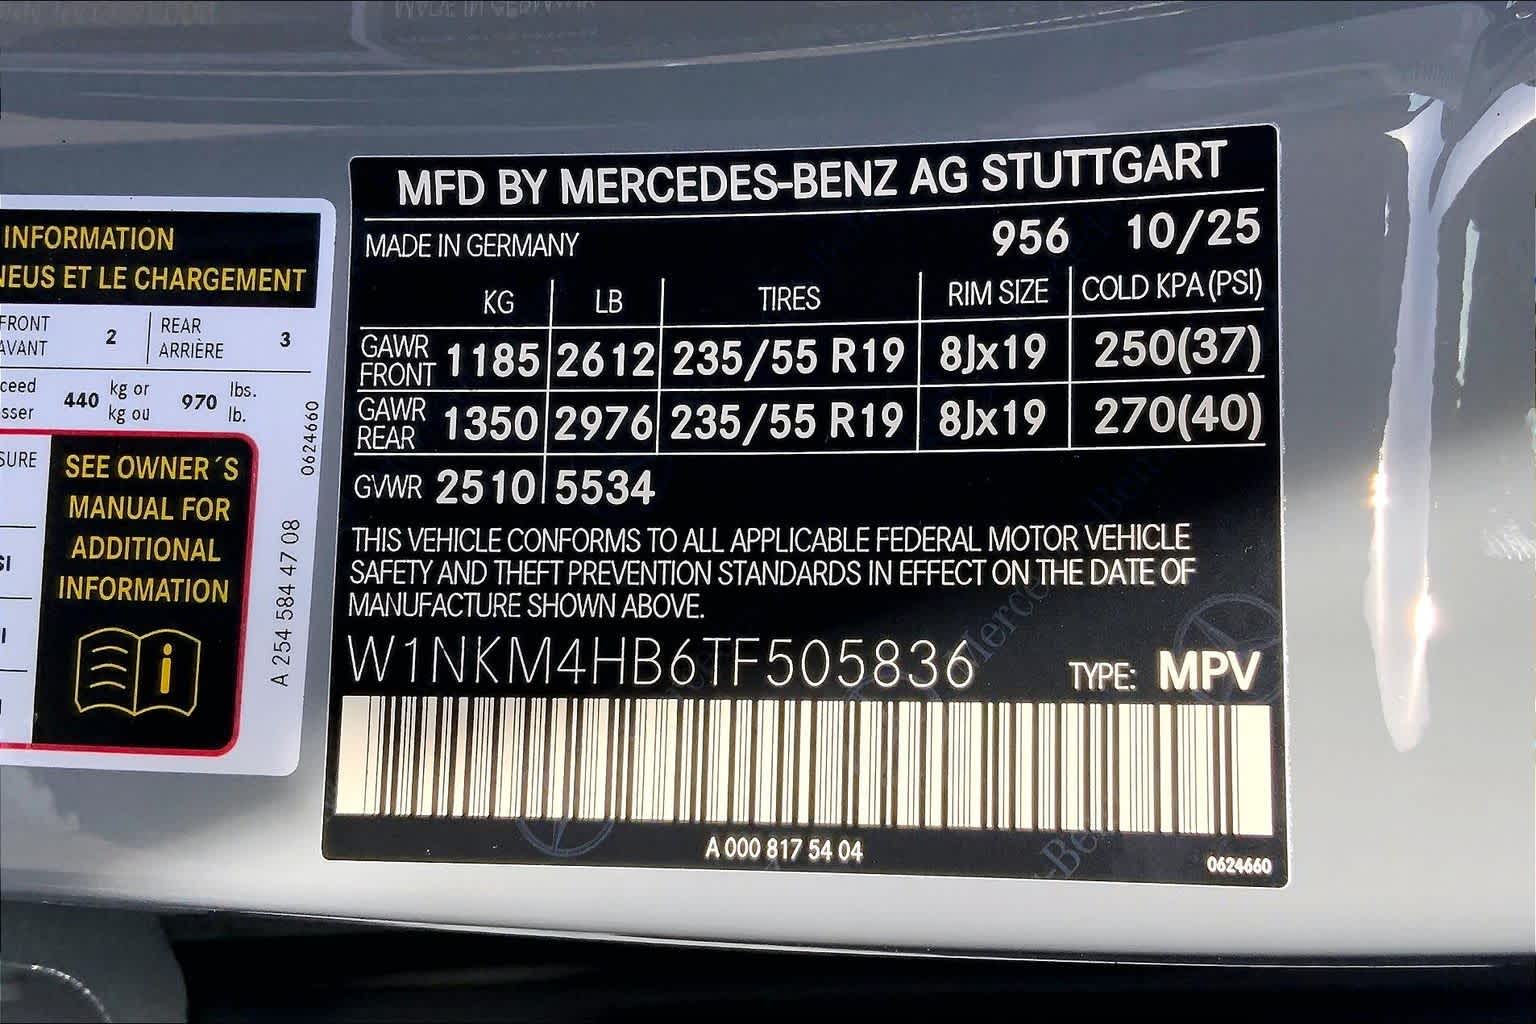 INFORMATION
NEUS ET LE CHARGEMENT
FRONT
AVANT
2
REAR
ARRIÈRE
3
440 kg or
kg ou
970 lbs.
lb.
0624660
SEE OWNER´S
MANUAL FOR
ADDITIONAL
INFORMATION
A 254 584 47 08
MFD BY MERCEDES-BENZ AG STUTTGART
MADE IN GERMANY 956 10/25
KG LB TIRES RIM SIZE COLD KPA (PSI)
GAWR FRONT 1185 2612 235/55 R19 8Jx19 250(37)
GAWR REAR 1350 2976 235/55 R19 8Jx19 270(40)
GVWR 2510 5534
THIS VEHICLE CONFORMS TO ALL APPLICABLE FEDERAL MOTOR VEHICLE
SAFETY AND THEFT PREVENTION STANDARDS IN EFFECT ON THE DATE OF
MANUFACTURE SHOWN ABOVE.
W1NKM4HB6TF505836 TYPE: MPV
A 000 817 54 04
0624660